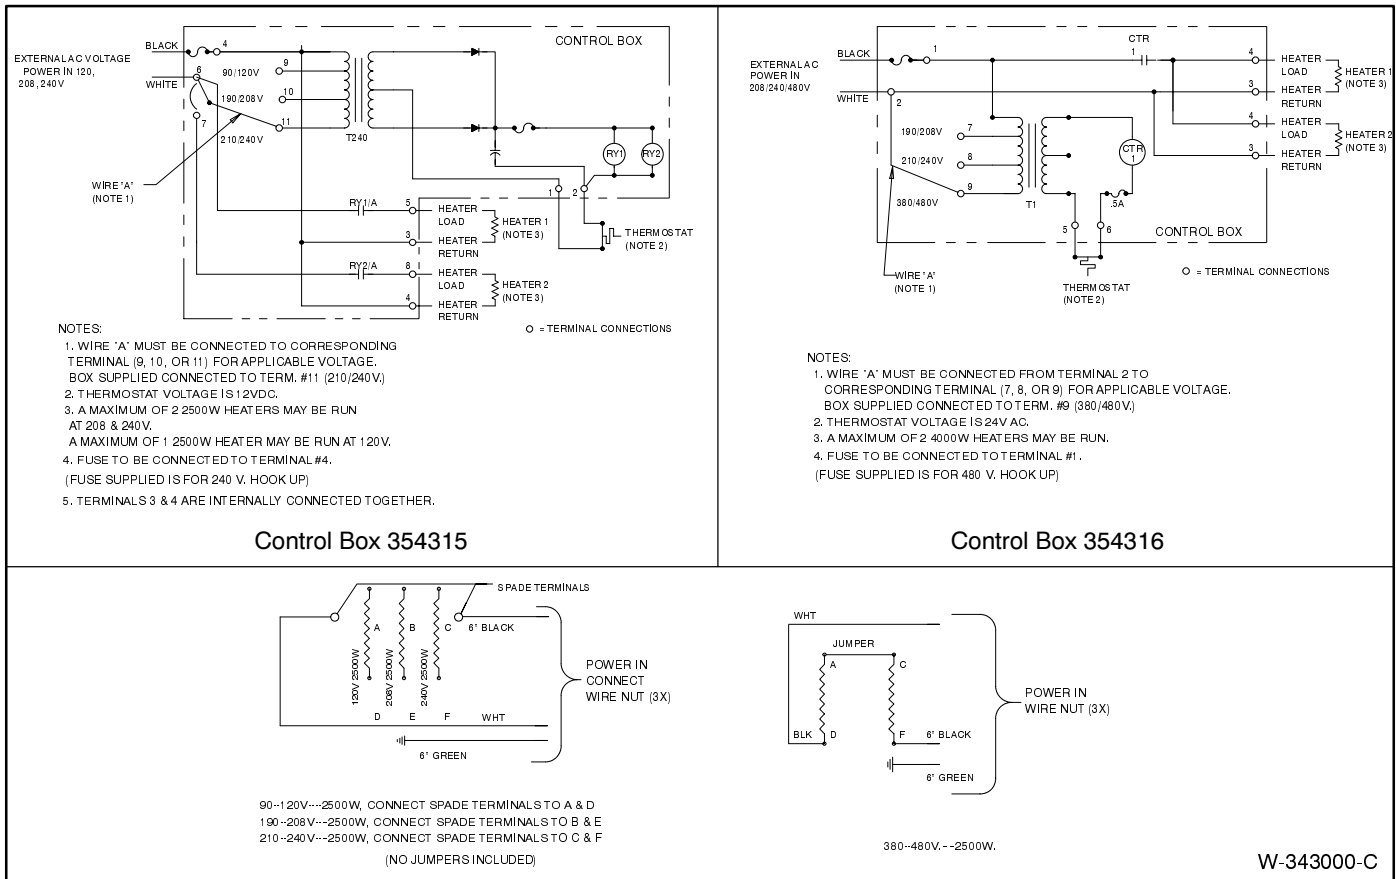 EXTERNAL AC VOLTAGE
POWER IN 120,
208, 240V
BLACK
WHITE
4
6
7
90/120V
9
190/208V
10
210/240V
11
T240
CONTROL BOX
RY1
RY2
1
2
WIRE "A"
(NOTE 1)
RY1/A
5
HEATER
LOAD
3
HEATER
RETURN
HEATER 1
(NOTE 3)
RY2/A
8
HEATER
LOAD
4
HEATER
RETURN
HEATER 2
(NOTE 3)
THERMOSTAT
(NOTE 2)
= TERMINAL CONNECTIONS
NOTES:
1. WIRE "A" MUST BE CONNECTED TO CORRESPONDING
TERMINAL (9, 10, OR 11) FOR APPLICABLE VOLTAGE.
BOX SUPPLIED CONNECTED TO TERM. #11 (210/240V.)
2. THERMOSTAT VOLTAGE IS 12VDC.
3. A MAXIMUM OF 2 2500W HEATERS MAY BE RUN
AT 208 & 240V.
A MAXIMUM OF 1 2500W HEATER MAY BE RUN AT 120V.
4. FUSE TO BE CONNECTED TO TERMINAL #4.
(FUSE SUPPLIED IS FOR 240 V. HOOK UP)
5. TERMINALS 3 & 4 ARE INTERNALLY CONNECTED TOGETHER.
Control Box 354315
EXTERNAL AC
POWER IN
208/240/480V
BLACK
WHITE
1
2
CTR
1
4
HEATER
LOAD
3
HEATER
RETURN
HEATER 1
(NOTE 3)
4
HEATER
LOAD
3
HEATER
RETURN
HEATER 2
(NOTE 3)
190/208V
7
210/240V
8
380/480V
9
T1
CTR
1
.5A
5
6
CONTROL BOX
WIRE "A"
(NOTE 1)
THERMOSTAT
(NOTE 2)
= TERMINAL CONNECTIONS
NOTES:
1. WIRE "A" MUST BE CONNECTED FROM TERMINAL 2 TO
CORRESPONDING TERMINAL (7, 8, OR 9) FOR APPLICABLE VOLTAGE.
BOX SUPPLIED CONNECTED TO TERM. #9 (380/480V.)
2. THERMOSTAT VOLTAGE IS 24V AC.
3. A MAXIMUM OF 2 4000W HEATERS MAY BE RUN.
4. FUSE TO BE CONNECTED TO TERMINAL #1.
(FUSE SUPPLIED IS FOR 480 V. HOOK UP)
Control Box 354316
SPADE TERMINALS
A
B
C
6" BLACK
120V 2500W
208V 2500W
240V 2500W
D
E
F
WHT
6" GREEN
POWER IN
CONNECT
WIRE NUT (3X)
90--120V---2500W, CONNECT SPADE TERMINALS TO A & D
190--208V---2500W, CONNECT SPADE TERMINALS TO B & E
210--240V---2500W, CONNECT SPADE TERMINALS TO C & F
(NO JUMPERS INCLUDED)
WHT
JUMPER
A
C
BLK
D
F
6" BLACK
6" GREEN
POWER IN
WIRE NUT (3X)
380--480V.--2500W.
W-343000-C